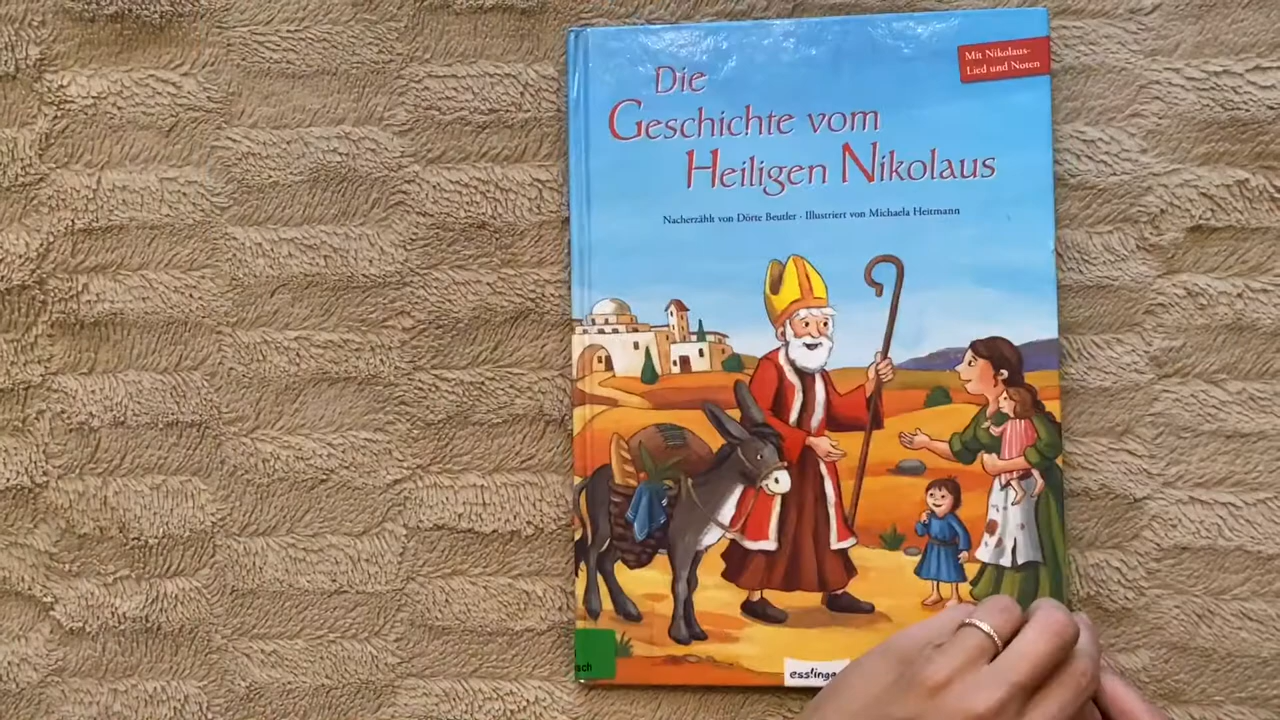 Die
Geschichte vom
Heiligen Nikolaus
Mit Nikolaus-
Lied und Noten
Nacherzählt von Dörte Beutler · Illustriert von Michaela Heitmann